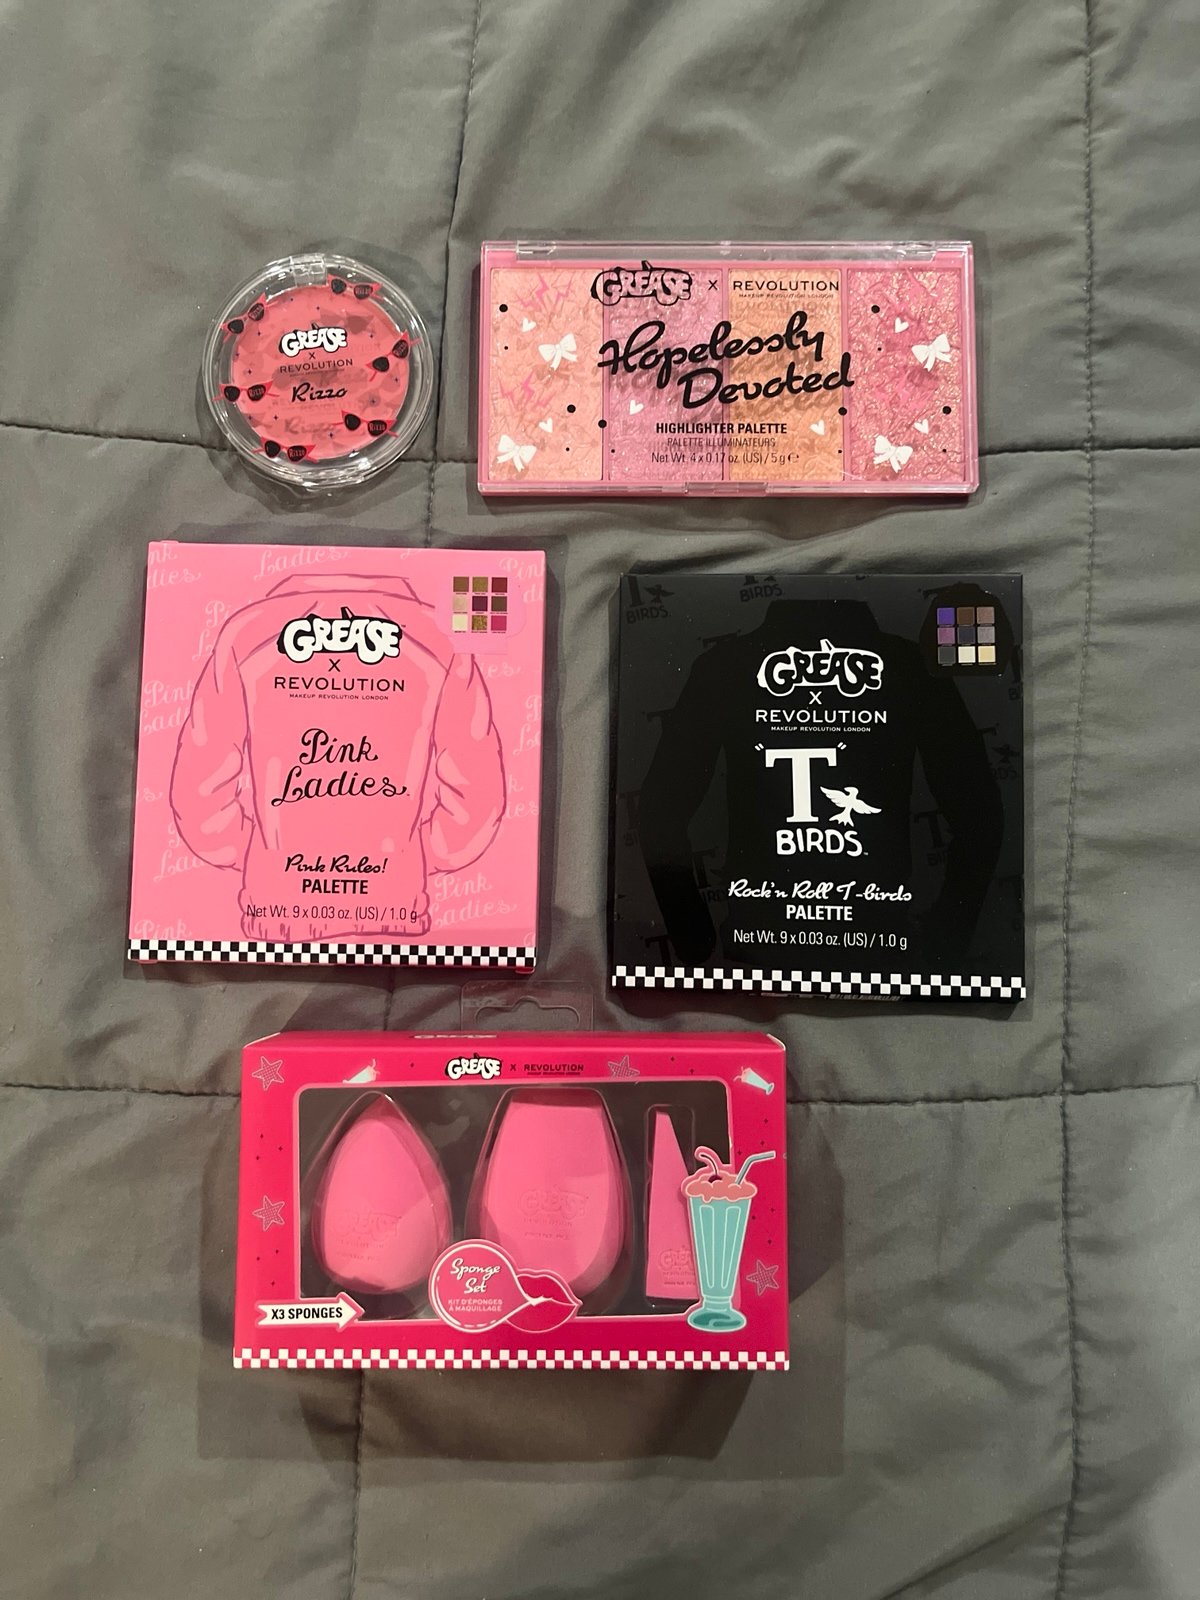 GREASE
X
REVOLUTION
Rizzo
GREASE X REVOLUTION
MAKEUP REVOLUTION LONDON
Hopelessly
Devoted
HIGHLIGHTER PALETTE
PALETTE ILLUMINATEURS
Net Wt. 4 x 0.17 oz. (US) / 5 g e
GREASE
X
REVOLUTION
MAKEUP REVOLUTION LONDON
Pink
Ladies
Pink Rules!
PALETTE
Net Wt. 9 x 0.03 oz. (US) / 1.0 g
GREASE
X
REVOLUTION
MAKEUP REVOLUTION LONDON
"T"
BIRDS
Rock'n Roll T-birds
PALETTE
Net Wt. 9 x 0.03 oz. (US) / 1.0 g
GREASE X REVOLUTION
Sponge
Set
KIT D'ÉPONGES
À MAQUILLAGE
X3 SPONGES